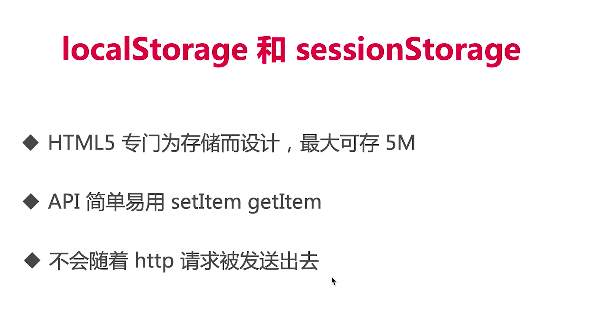 localStorage 和 sessionStorage
HTML5 专门为存储而设计，最大可存 5M
API 简单易用 setItem getItem
不会随着 http 请求被发送出去